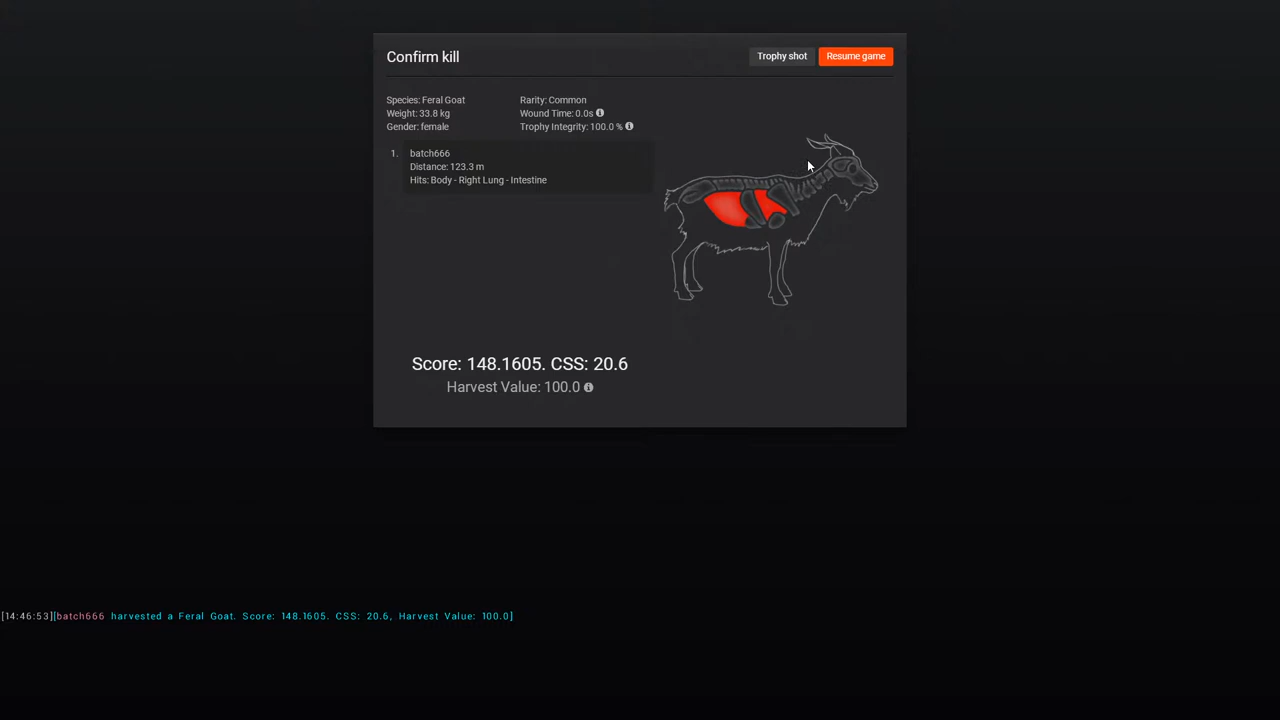 Confirm kill
Trophy shot
Resume game
Species: Feral Goat
Rarity: Common
Weight: 33.8 kg
Wound Time: 0.0s
Gender: female
Trophy Integrity: 100.0 %
1.
batch666
Distance: 123.3 m
Hits: Body - Right Lung - Intestine
Score: 148.1605. CSS: 20.6
Harvest Value: 100.0
[14:46:53][batch666 harvested a Feral Goat. Score: 148.1605. CSS: 20.6, Harvest Value: 100.0]